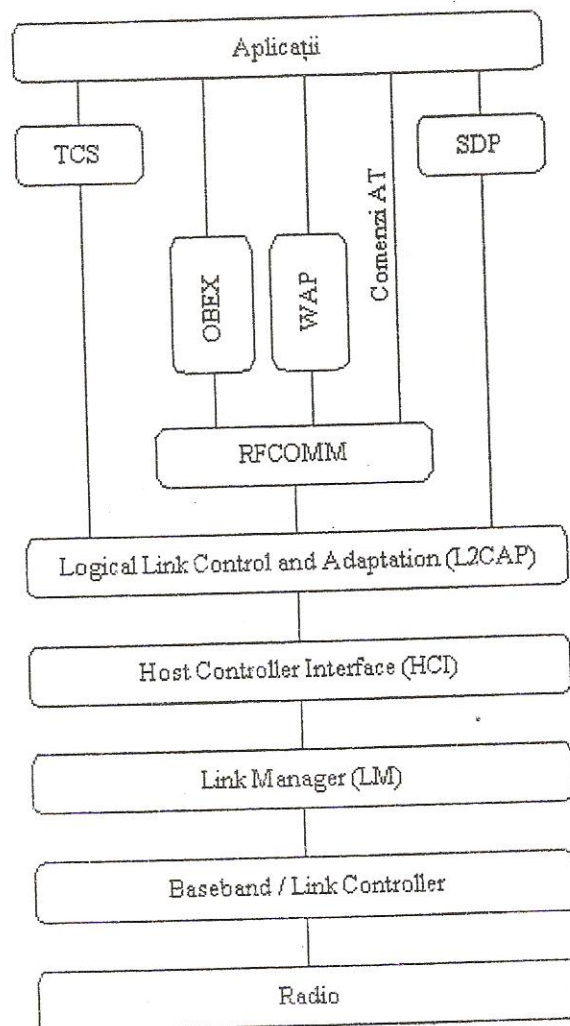 Aplicații
TCS
SDP
Comenzi AT
OBEX
WAP
RFCOMM
Logical Link Control and Adaptation (L2CAP)
Host Controller Interface (HCI)
Link Manager (LM)
Baseband / Link Controller
Radio